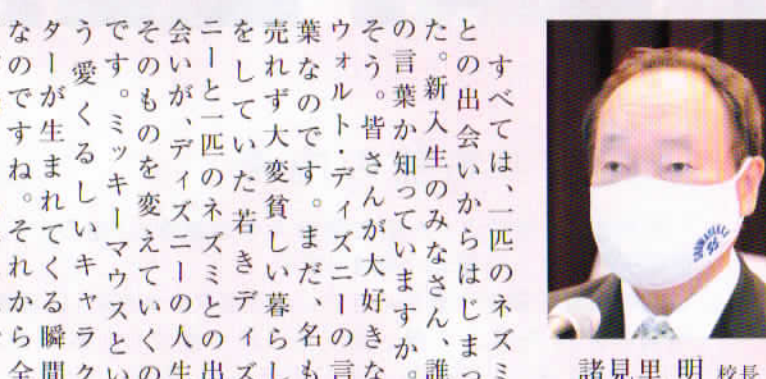 すべては、一匹のネズミ
との出会いからはじまっ
た。新入生のみなさん、誰
の言葉か知っていますか。
そう。皆さんが大好きな
ウォルト・ディズニーの言
葉なのです。まだ、名も
売れず大変貧しい暮らし
をしていた若きディズ
ニーと一匹のネズミとの出
会いが、ディズニーの人生
そのものを変えていくの
です。ミッキーマウスとい
う愛くるしいキャラク
ターが生まれてくる瞬間
なのですね。それから全
諸見里 明 校長